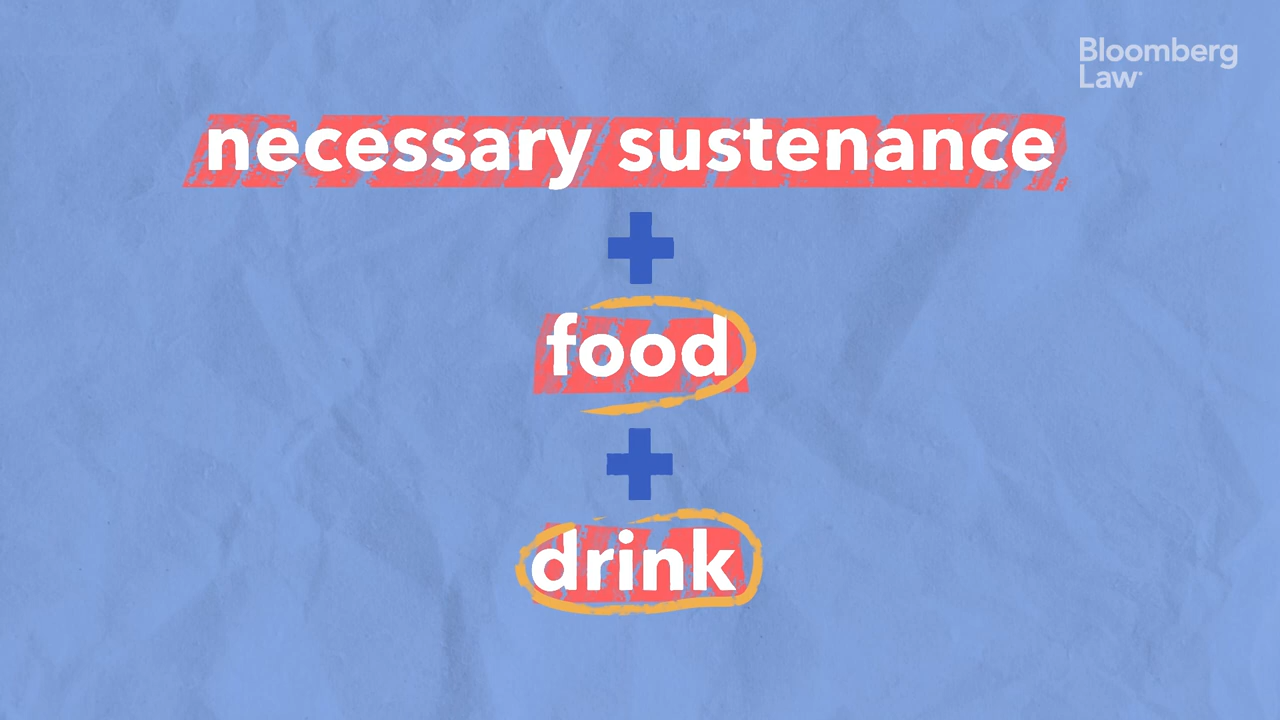 Bloomberg
Law
necessary sustenance
+
food
+
drink